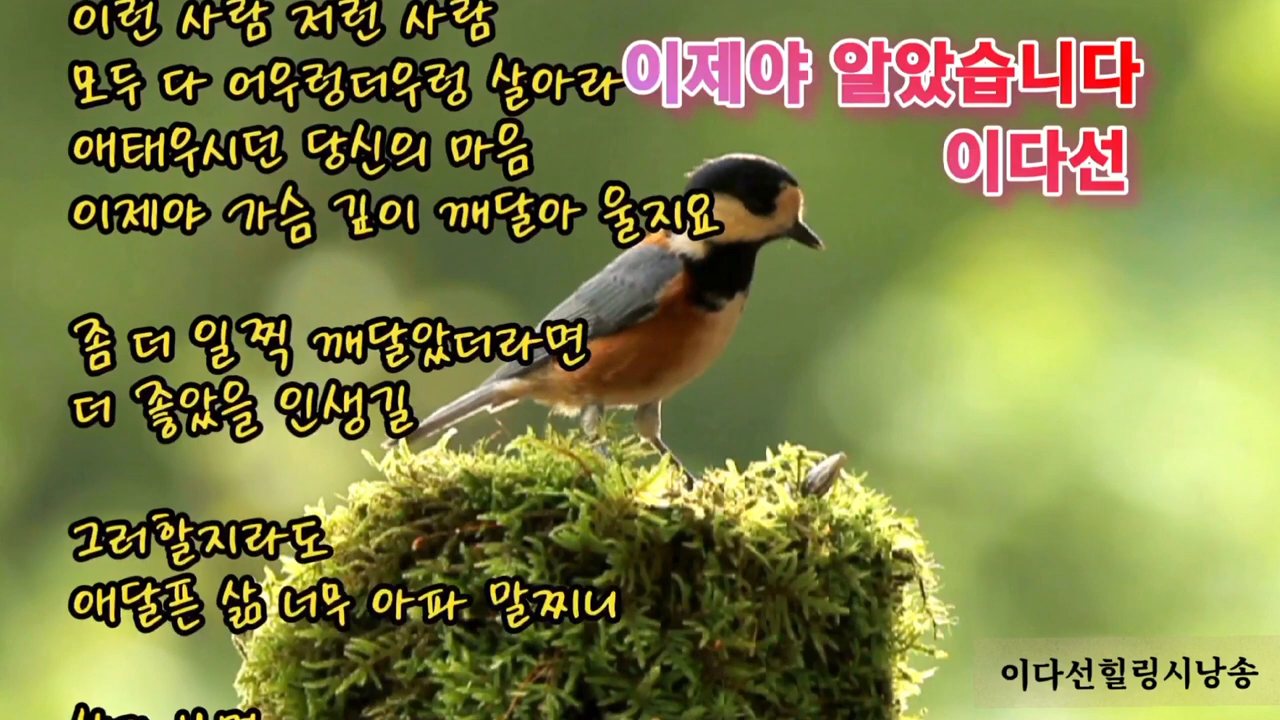 이제야 알았습니다
이다선
이런 사람 저런 사람
모두 다 어우렁더우렁 살아라
애태우시던 당신의 마음
이제야 가슴 깊이 깨달아 울지요
좀 더 일찍 깨달았더라면
더 좋았을 인생길
그러할지라도
애달픈 삶 너무 아파 말찌니
이다선힐링시낭송